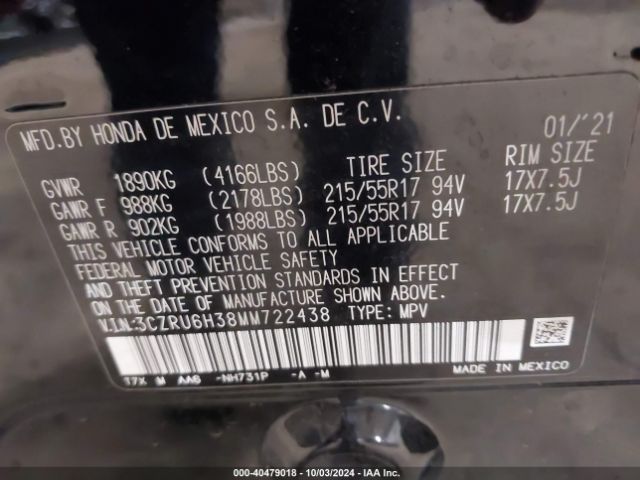 MFD.BY HONDA DE MEXICO S.A. DE C.V. 01/'21
GVWR 1890KG (4166LBS) TIRE SIZE RIM SIZE
GAWR F 988KG (2178LBS) 215/55R17 94V 17X7.5J
GAWR R 902KG (1988LBS) 215/55R17 94V 17X7.5J
THIS VEHICLE CONFORMS TO ALL APPLICABLE
FEDERAL MOTOR VEHICLE SAFETY
AND THEFT PREVENTION STANDARDS IN EFFECT
ON THE DATE OF MANUFACTURE SHOWN ABOVE.
V.I.N.:3CZRU6H38MM722438 TYPE: MPV
17X M AAG -NH731P -A -M MADE IN MEXICO
000-40479018 - 10/03/2024 - IAA Inc.